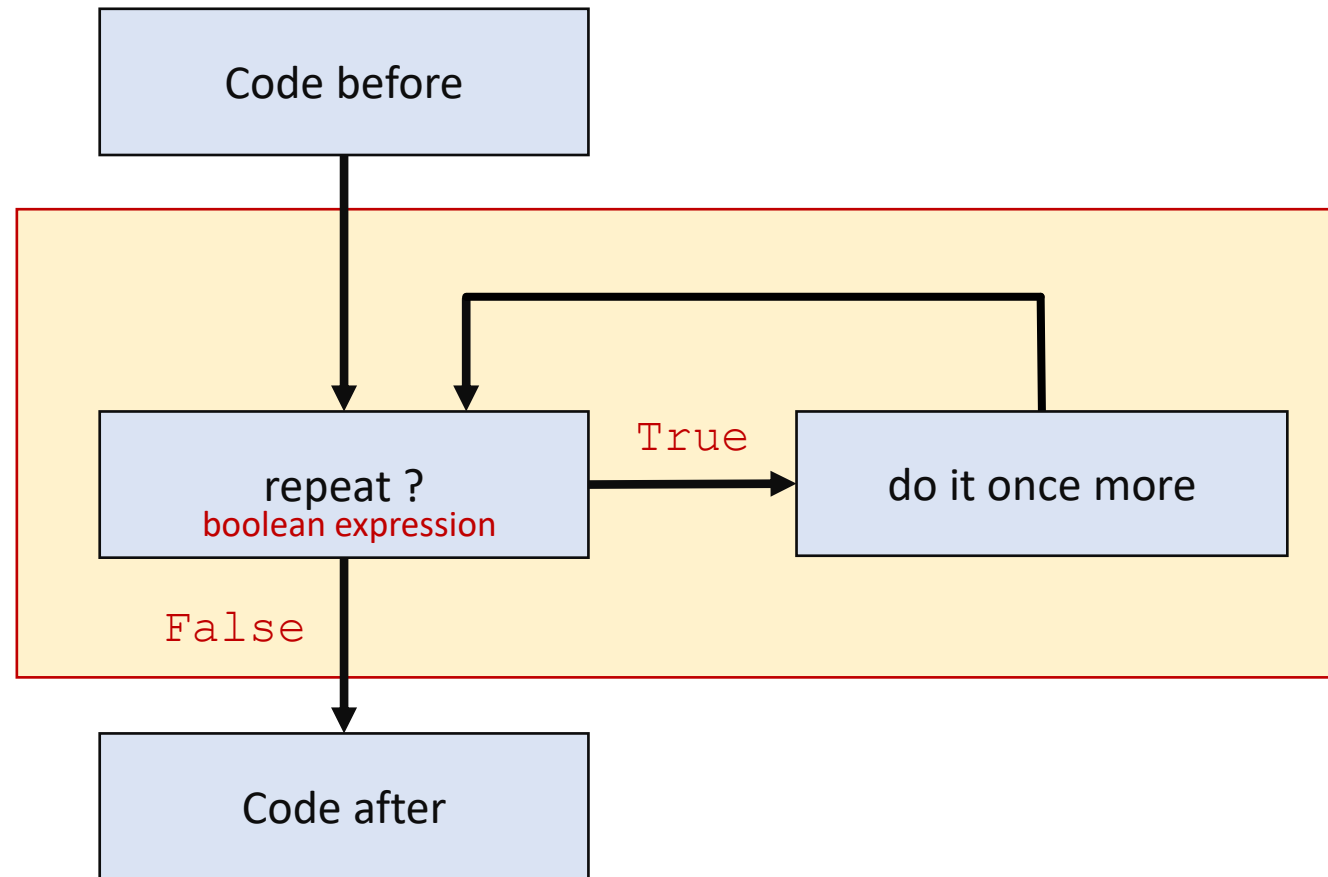 Code before
True
repeat ?
boolean expression
do it once more
False
Code after